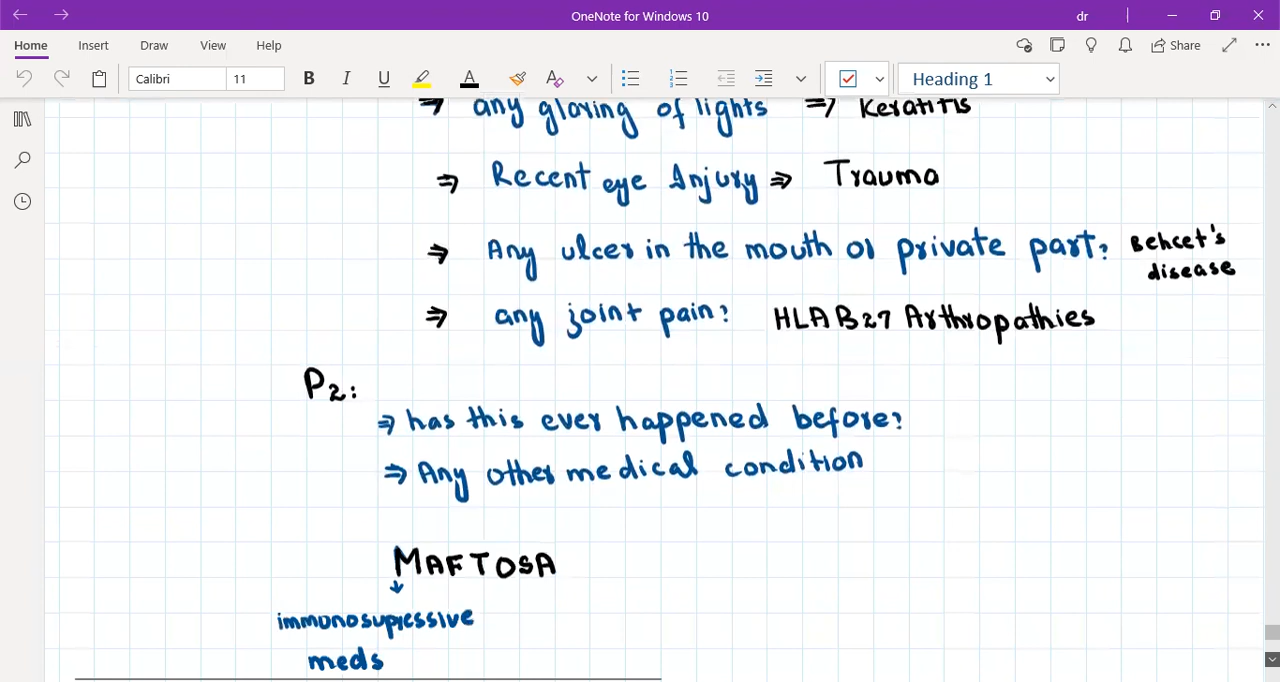 OneNote for Windows 10
dr
Home Insert Draw View Help
Share
Calibri 11 B I U A A Heading 1
⇒ any glaring of lights ⇒ Keratitis
⇒ Recent eye Injury ⇒ Trauma
⇒ Any ulcer in the mouth or private part? Behcet's disease
⇒ any joint pain? HLA B27 Arthropathies
P2:
⇒ has this ever happened before?
⇒ Any other medical condition
MAFTOSA
↓
immunosupressive
meds